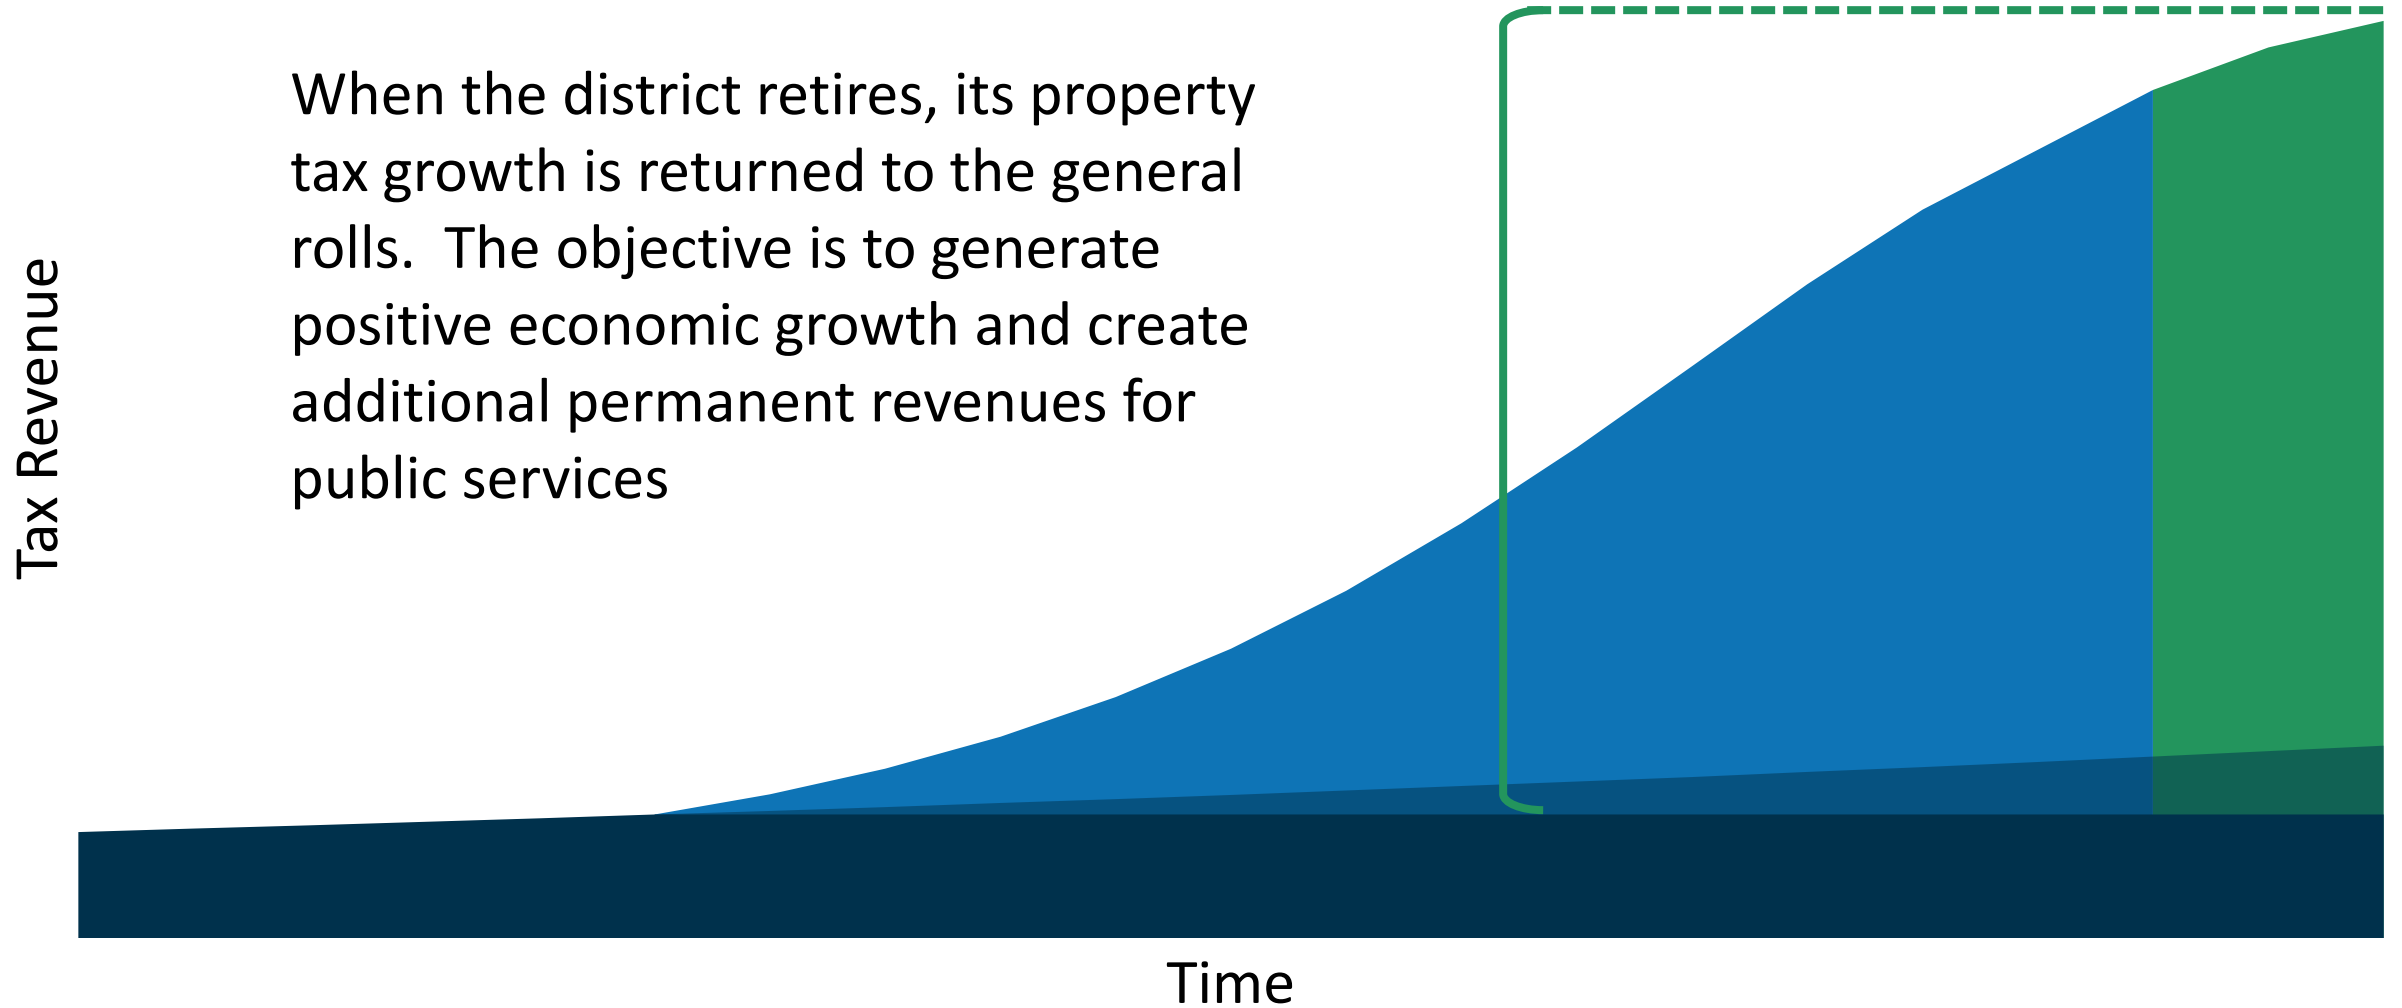 When the district retires, its property
tax growth is returned to the general
rolls.  The objective is to generate
positive economic growth and create
additional permanent revenues for
public services
Tax Revenue
Time